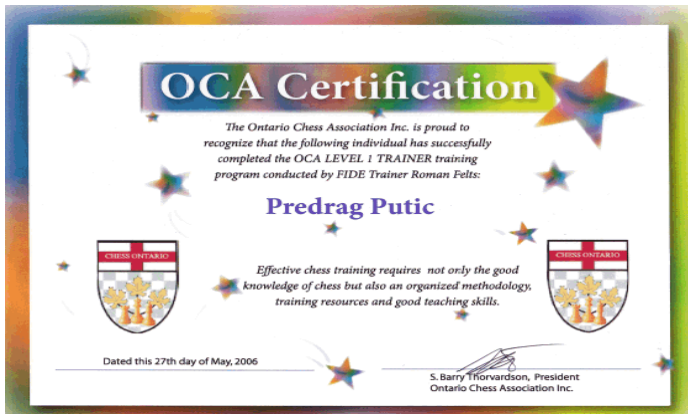 OCA Certification
The Ontario Chess Association Inc. is proud to
recognize that the following individual has successfully
completed the OCA LEVEL 1 TRAINER training
program conducted by FIDE Trainer Roman Felts:
Predrag Putic
CHESS ONTARIO
CHESS ONTARIO
Effective chess training requires not only the good
knowledge of chess but also an organized methodology,
training resources and good teaching skills.
Dated this 27th day of May, 2006
S. Barry Thorvardson, President
Ontario Chess Association Inc.